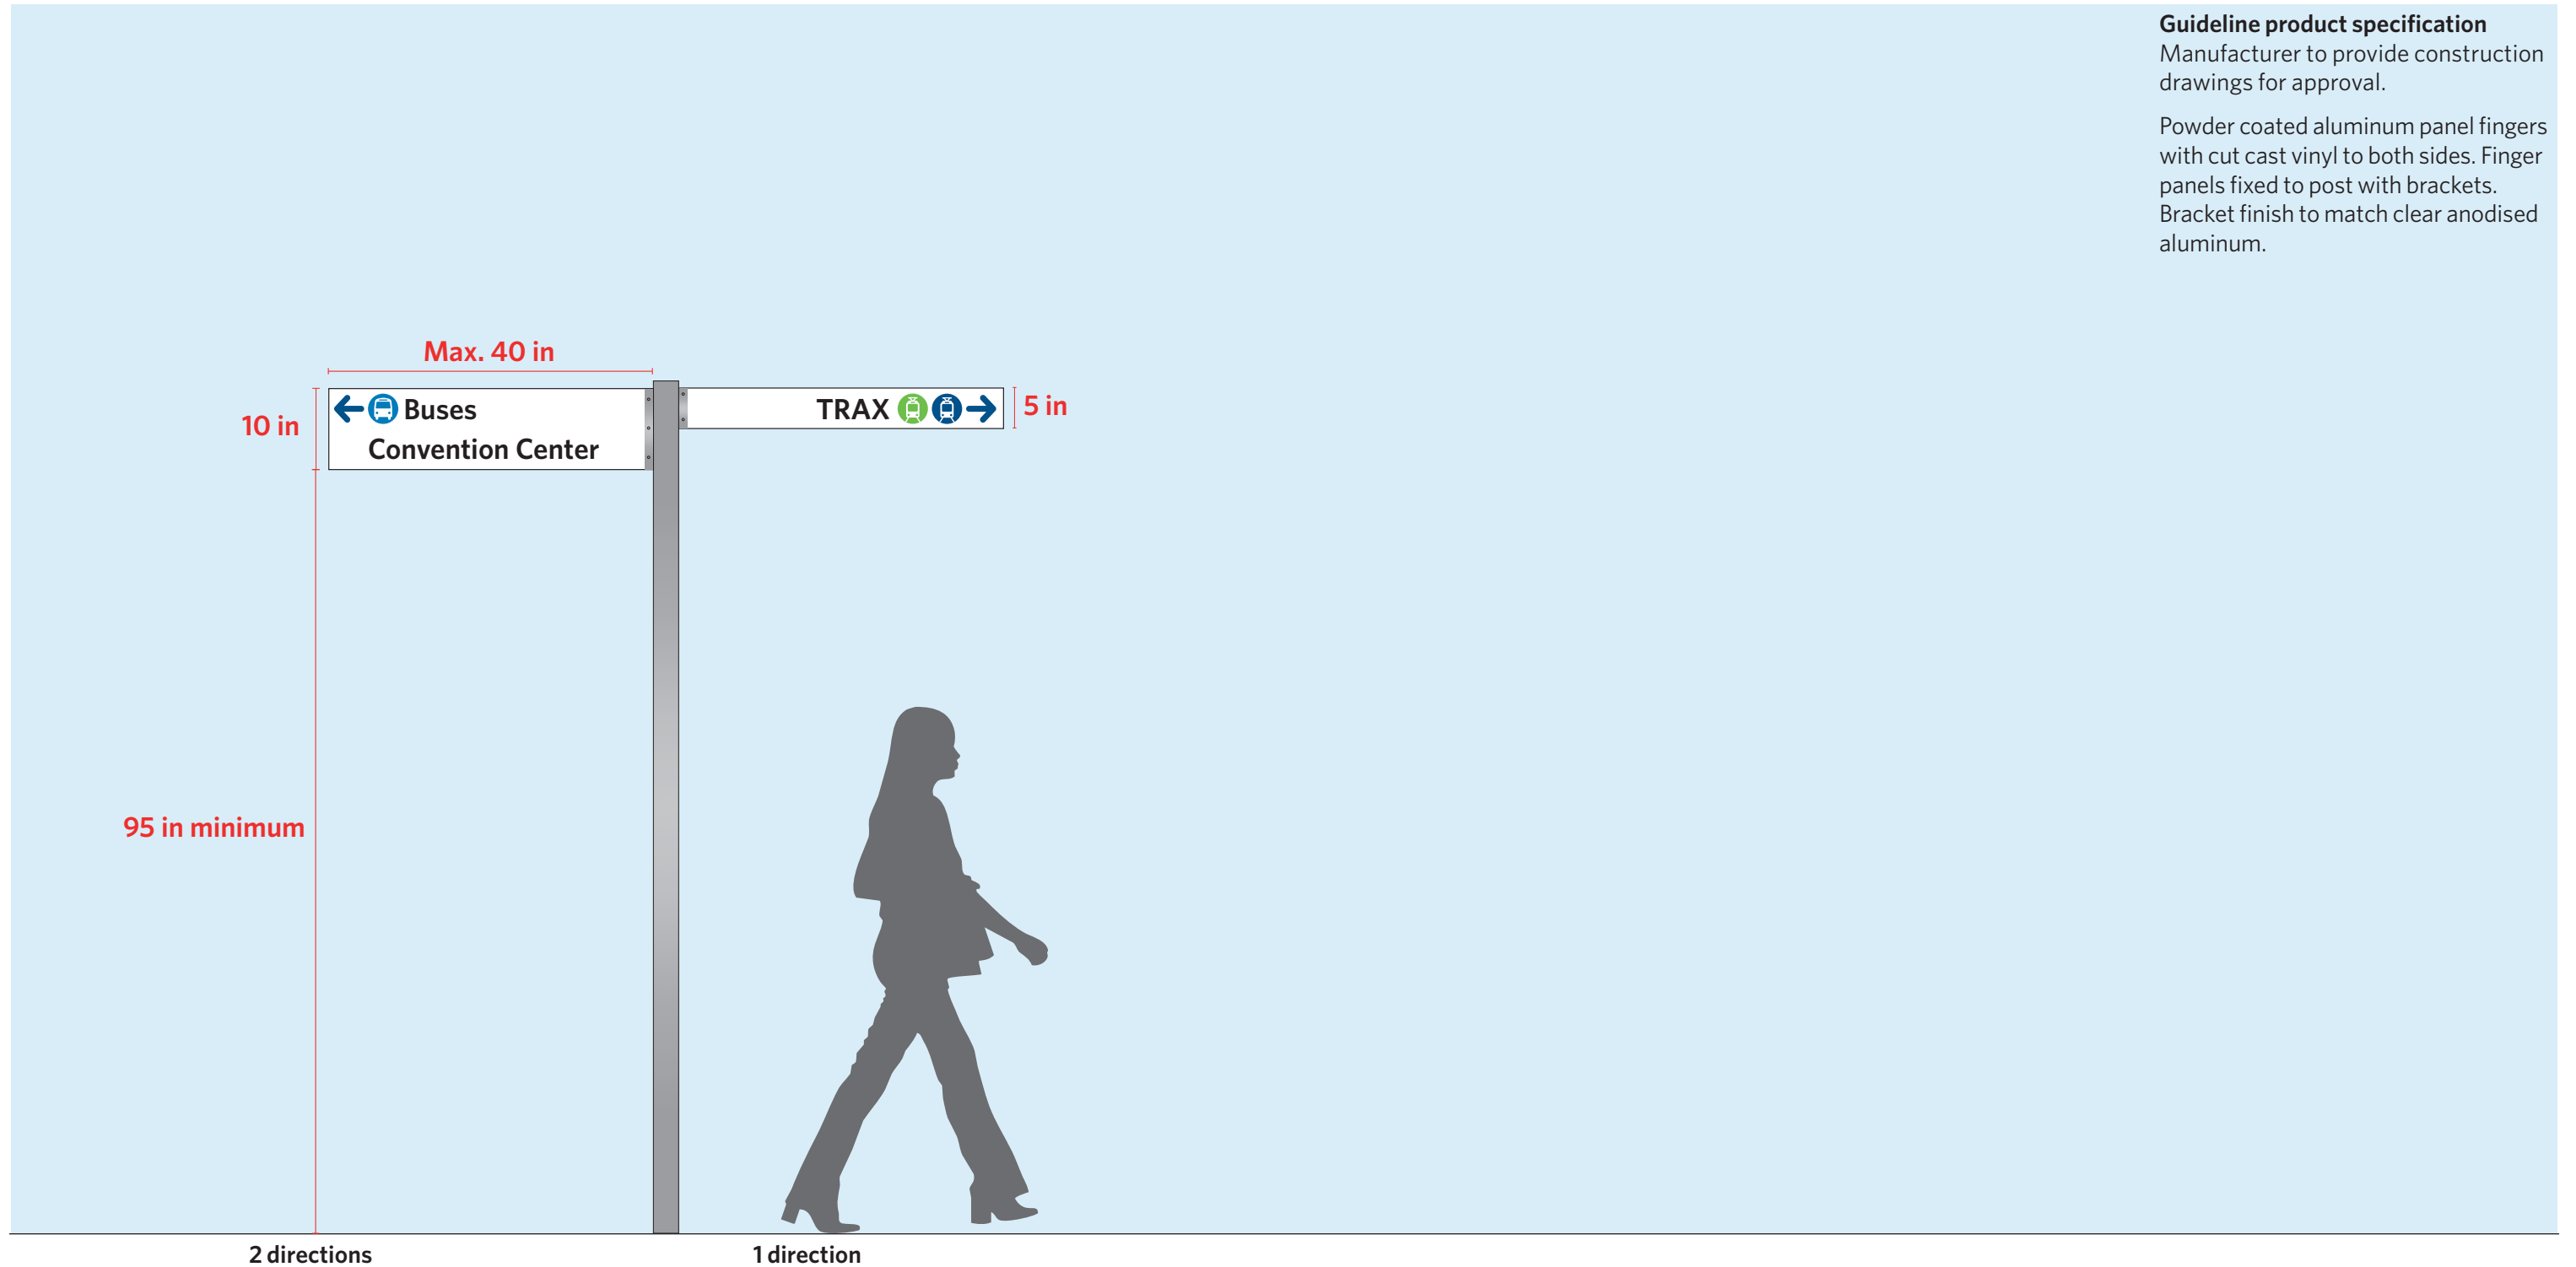 Guideline product specification
Manufacturer to provide construction
drawings for approval.
Powder coated aluminum panel fingers
with cut cast vinyl to both sides. Finger
panels fixed to post with brackets.
Bracket finish to match clear anodised
aluminum.
Max. 40 in
10 in
Buses
Convention Center
TRAX
5 in
95 in minimum
2 directions
1 direction